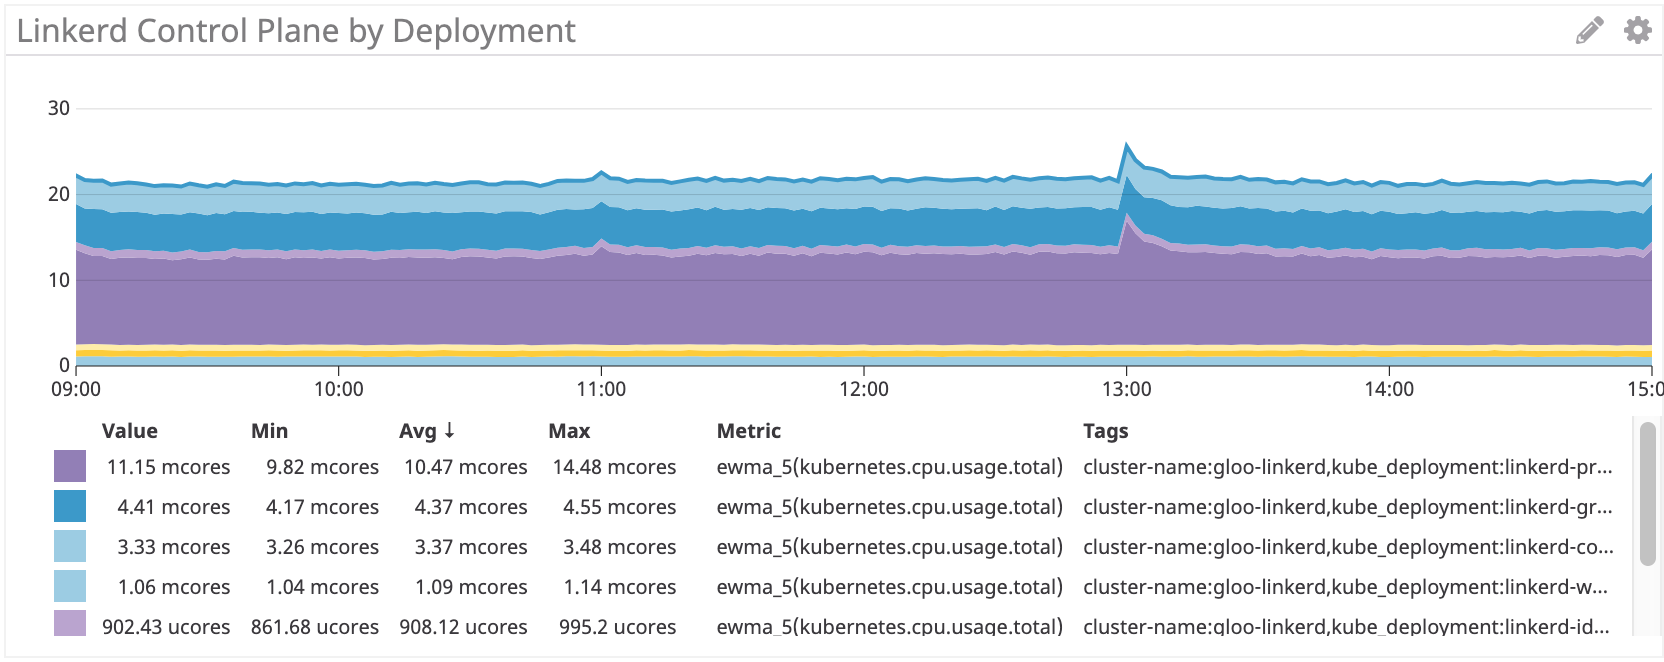 Linkerd Control Plane by Deployment
30
20
10
0
09:00 10:00 11:00 12:00 13:00 14:00 15:0
Value Min Avg ↓ Max Metric Tags
11.15 mcores 9.82 mcores 10.47 mcores 14.48 mcores ewma_5(kubernetes.cpu.usage.total) cluster-name:gloo-linkerd,kube_deployment:linkerd-pr...
4.41 mcores 4.17 mcores 4.37 mcores 4.55 mcores ewma_5(kubernetes.cpu.usage.total) cluster-name:gloo-linkerd,kube_deployment:linkerd-gr...
3.33 mcores 3.26 mcores 3.37 mcores 3.48 mcores ewma_5(kubernetes.cpu.usage.total) cluster-name:gloo-linkerd,kube_deployment:linkerd-co...
1.06 mcores 1.04 mcores 1.09 mcores 1.14 mcores ewma_5(kubernetes.cpu.usage.total) cluster-name:gloo-linkerd,kube_deployment:linkerd-w...
902.43 ucores 861.68 ucores 908.12 ucores 995.2 ucores ewma_5(kubernetes.cpu.usage.total) cluster-name:gloo-linkerd,kube_deployment:linkerd-id...